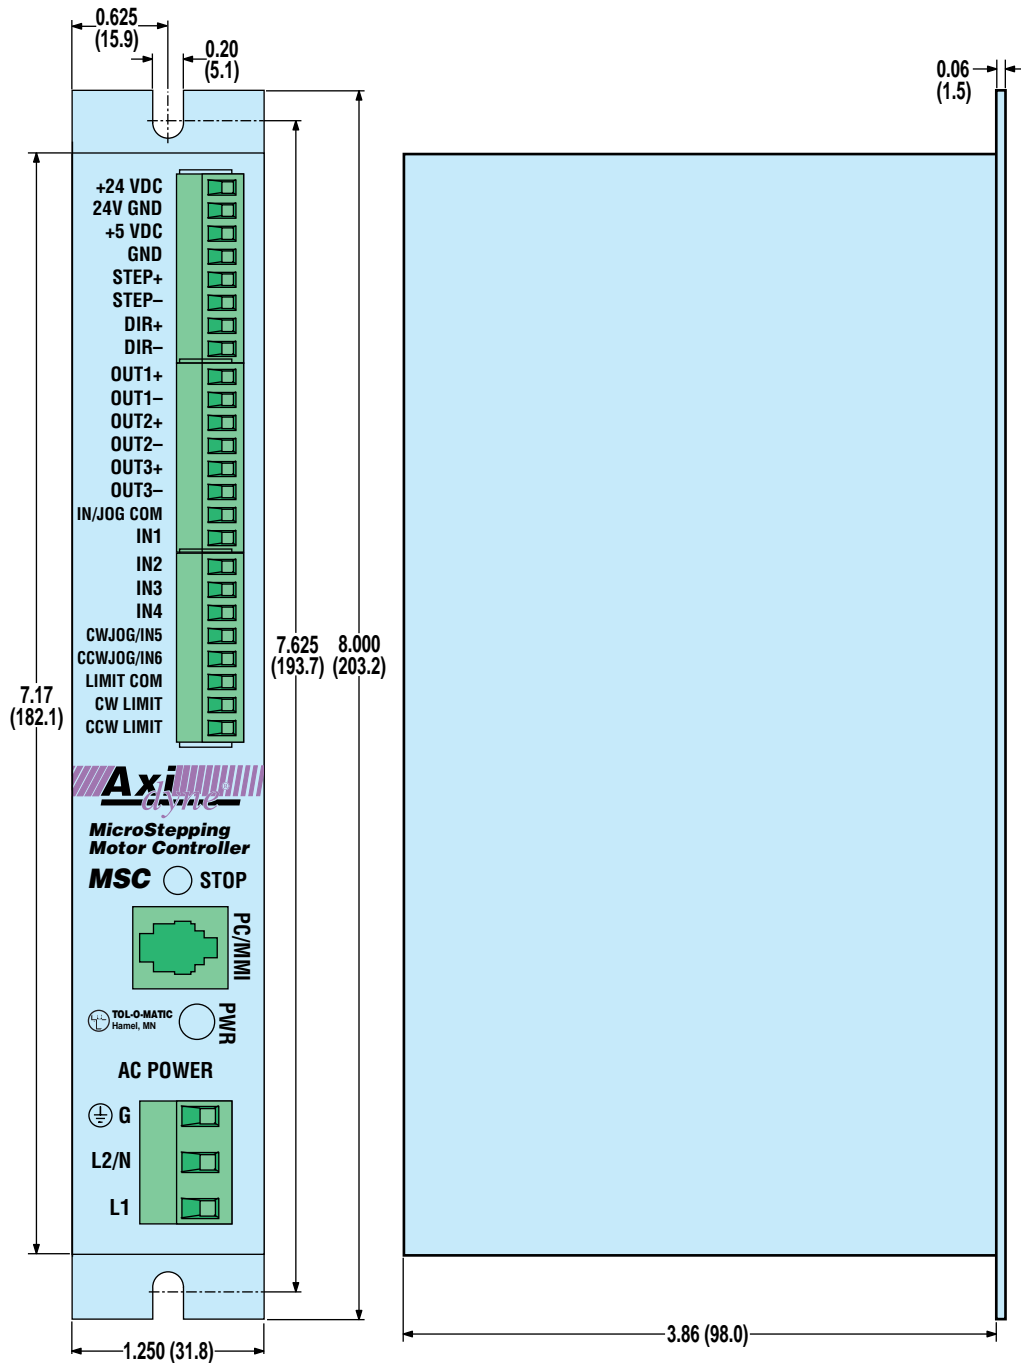 0.625
(15.9)
0.20
(5.1)
0.06
(1.5)
+24 VDC
24V GND
+5 VDC
GND
STEP+
STEP–
DIR+
DIR–
OUT1+
OUT1–
OUT2+
OUT2–
OUT3+
OUT3–
IN/JOG COM
IN1
IN2
IN3
IN4
CWJOG/IN5
CCWJOG/IN6
LIMIT COM
CW LIMIT
CCW LIMIT
7.17
(182.1)
7.625
(193.7)
8.000
(203.2)
Axi
dyne®
MicroStepping
Motor Controller
MSC STOP
PC/MMI
TOL-O-MATIC
Hamel, MN
PWR
AC POWER
G
L2/N
L1
1.250 (31.8)
3.86 (98.0)